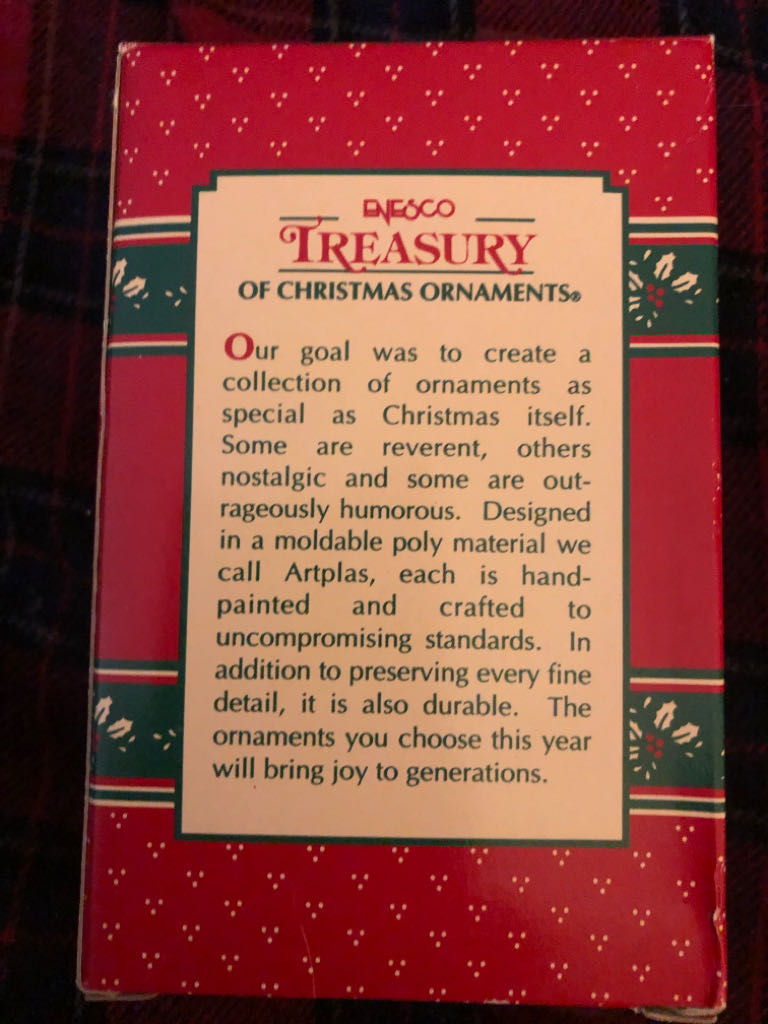 ENESCO
TREASURY
OF CHRISTMAS ORNAMENTS®
Our goal was to create a
collection of ornaments as
special as Christmas itself.
Some are reverent, others
nostalgic and some are out-
rageously humorous. Designed
in a moldable poly material we
call Artplas, each is hand-
painted and crafted to
uncompromising standards. In
addition to preserving every fine
detail, it is also durable. The
ornaments you choose this year
will bring joy to generations.